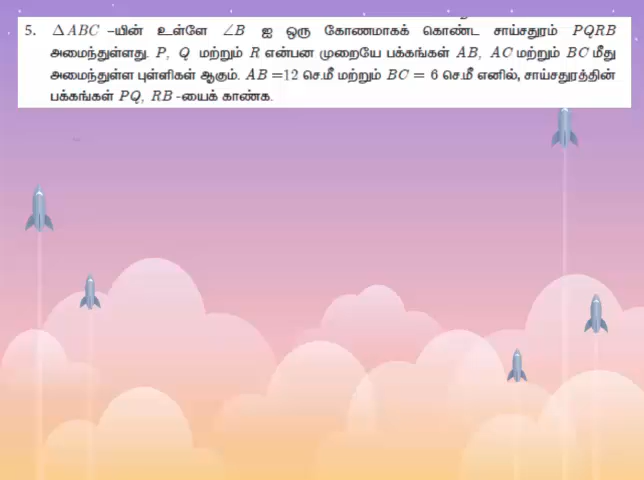 5. Δ ABC –யின் உள்ளே ∠B ஐ ஒரு கோணமாகக் கொண்ட சாய்சதுரம் PQRB
அமைந்துள்ளது. P, Q மற்றும் R என்பன முறையே பக்கங்கள் AB, AC மற்றும் BC மீது
அமைந்துள்ள புள்ளிகள் ஆகும். AB =12 செ.மீ மற்றும் BC = 6 செ.மீ எனில், சாய்சதுரத்தின்
பக்கங்கள் PQ, RB -யைக் காண்க.